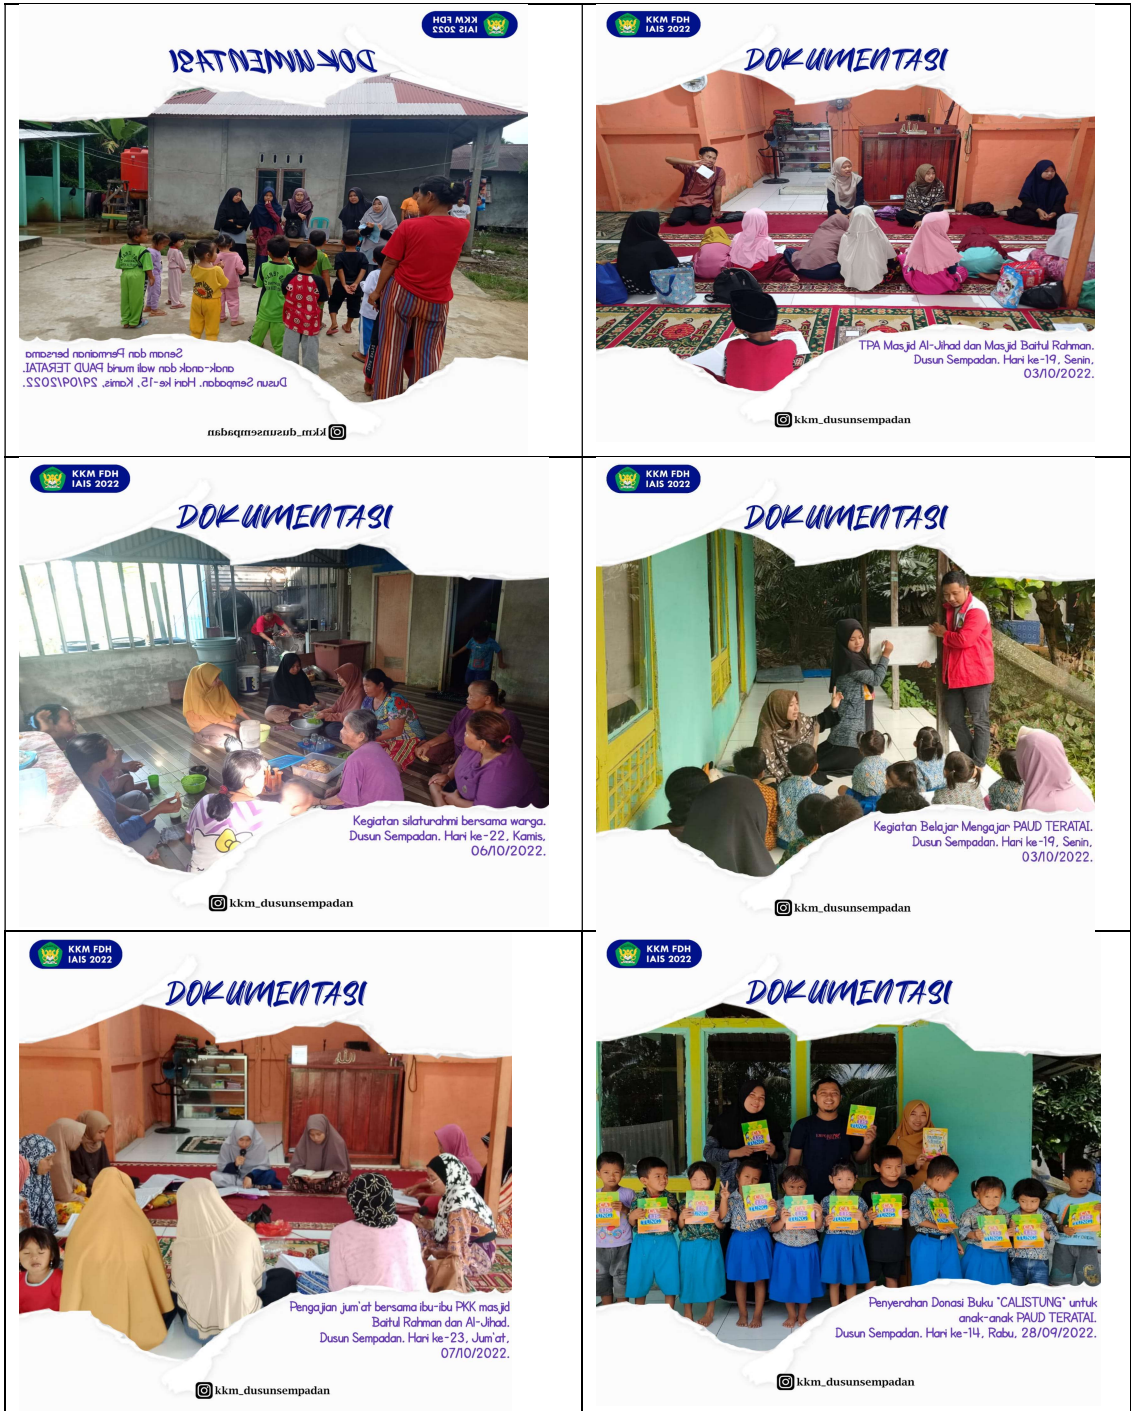 KKM FDH
IAIS 2022
DOKUMENTASI
Senam dan Permainan bersama
anak-anak dan wali murid PAUD TERATAI.
Dusun Sempadan. Hari ke-15, Kamis, 29/09/2022.
kkm_dusunsempadan
KKM FDH
IAIS 2022
DOKUMENTASI
TPA Masjid Al-Jihad dan Masjid Baitul Rahman.
Dusun Sempadan. Hari ke-19, Senin,
03/10/2022.
kkm_dusunsempadan
KKM FDH
IAIS 2022
DOKUMENTASI
Kegiatan silaturahmi bersama warga.
Dusun Sempadan. Hari ke-22, Kamis,
06/10/2022.
kkm_dusunsempadan
KKM FDH
IAIS 2022
DOKUMENTASI
Kegiatan Belajar Mengajar PAUD TERATAI.
Dusun Sempadan. Hari ke-19, Senin,
03/10/2022.
kkm_dusunsempadan
KKM FDH
IAIS 2022
DOKUMENTASI
Pengajian jum'at bersama ibu-ibu PKK masjid
Baitul Rahman dan Al-Jihad.
Dusun Sempadan. Hari ke-23, Jum'at,
07/10/2022.
kkm_dusunsempadan
KKM FDH
IAIS 2022
DOKUMENTASI
Penyerahan Donasi Buku "CALISTUNG" untuk
anak-anak PAUD TERATAI.
Dusun Sempadan. Hari ke-14, Rabu, 28/09/2022.
kkm_dusunsempadan